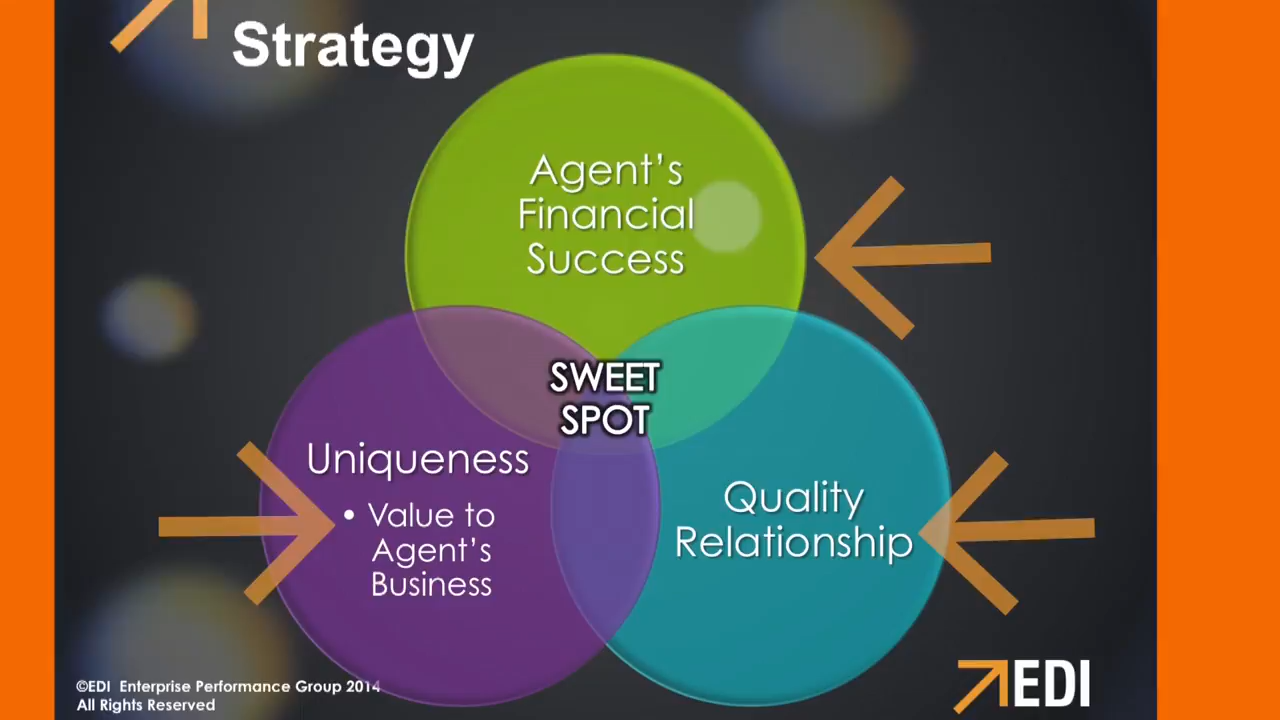 Strategy
Agent's
Financial
Success
SWEET
SPOT
Uniqueness
• Value to
Agent's
Business
Quality
Relationship
©EDI Enterprise Performance Group 2014
All Rights Reserved
EDI